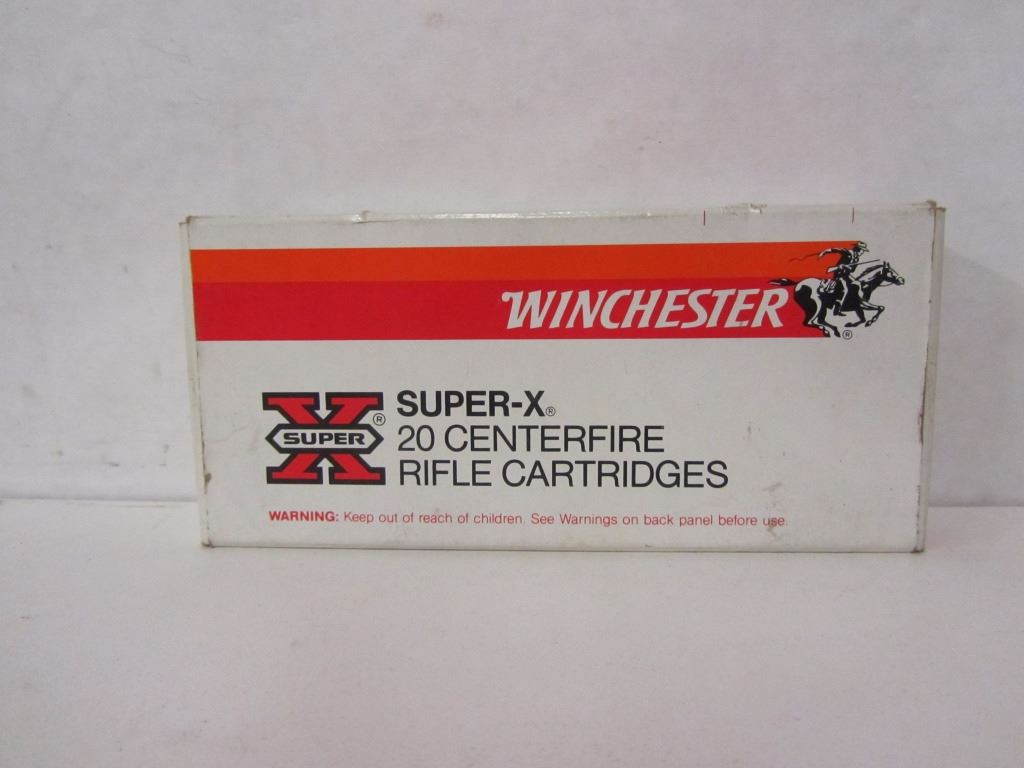 WINCHESTER
®
SUPER ®
SUPER-X®
20 CENTERFIRE
RIFLE CARTRIDGES
WARNING: Keep out of reach of children. See Warnings on back panel before use.